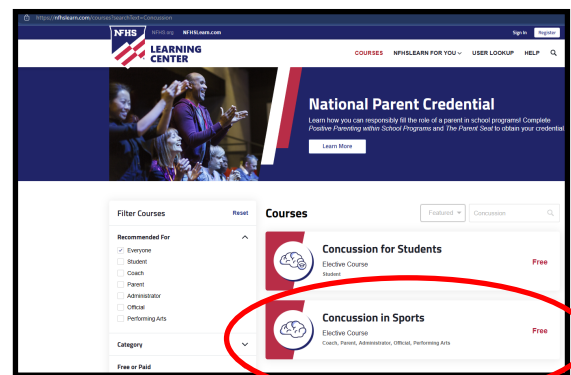 https://nfhslearn.com/courses?searchText=Concussion
NFHS
NFHS.org NFHSLearn.com
Sign In Register
LEARNING
CENTER
COURSES NFHSLEARN FOR YOU USER LOOKUP HELP
National Parent Credential
Learn how you can responsibly fill the role of a parent in school programs! Complete
Positive Parenting within School Programs and The Parent Seat to obtain your credential.
Learn More
Filter Courses Reset
Courses
Featured
Concussion
Recommended For
Everyone
Student
Coach
Parent
Administrator
Official
Performing Arts
Category
Free or Paid
Concussion for Students
Elective Course
Student
Free
Concussion in Sports
Elective Course
Coach, Parent, Administrator, Official, Performing Arts
Free